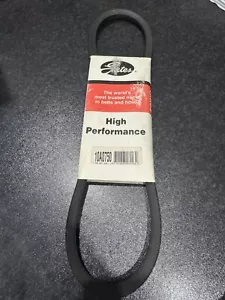 Gates
The world's
most trusted name
in belts and hose.
High
Performance
10A0750